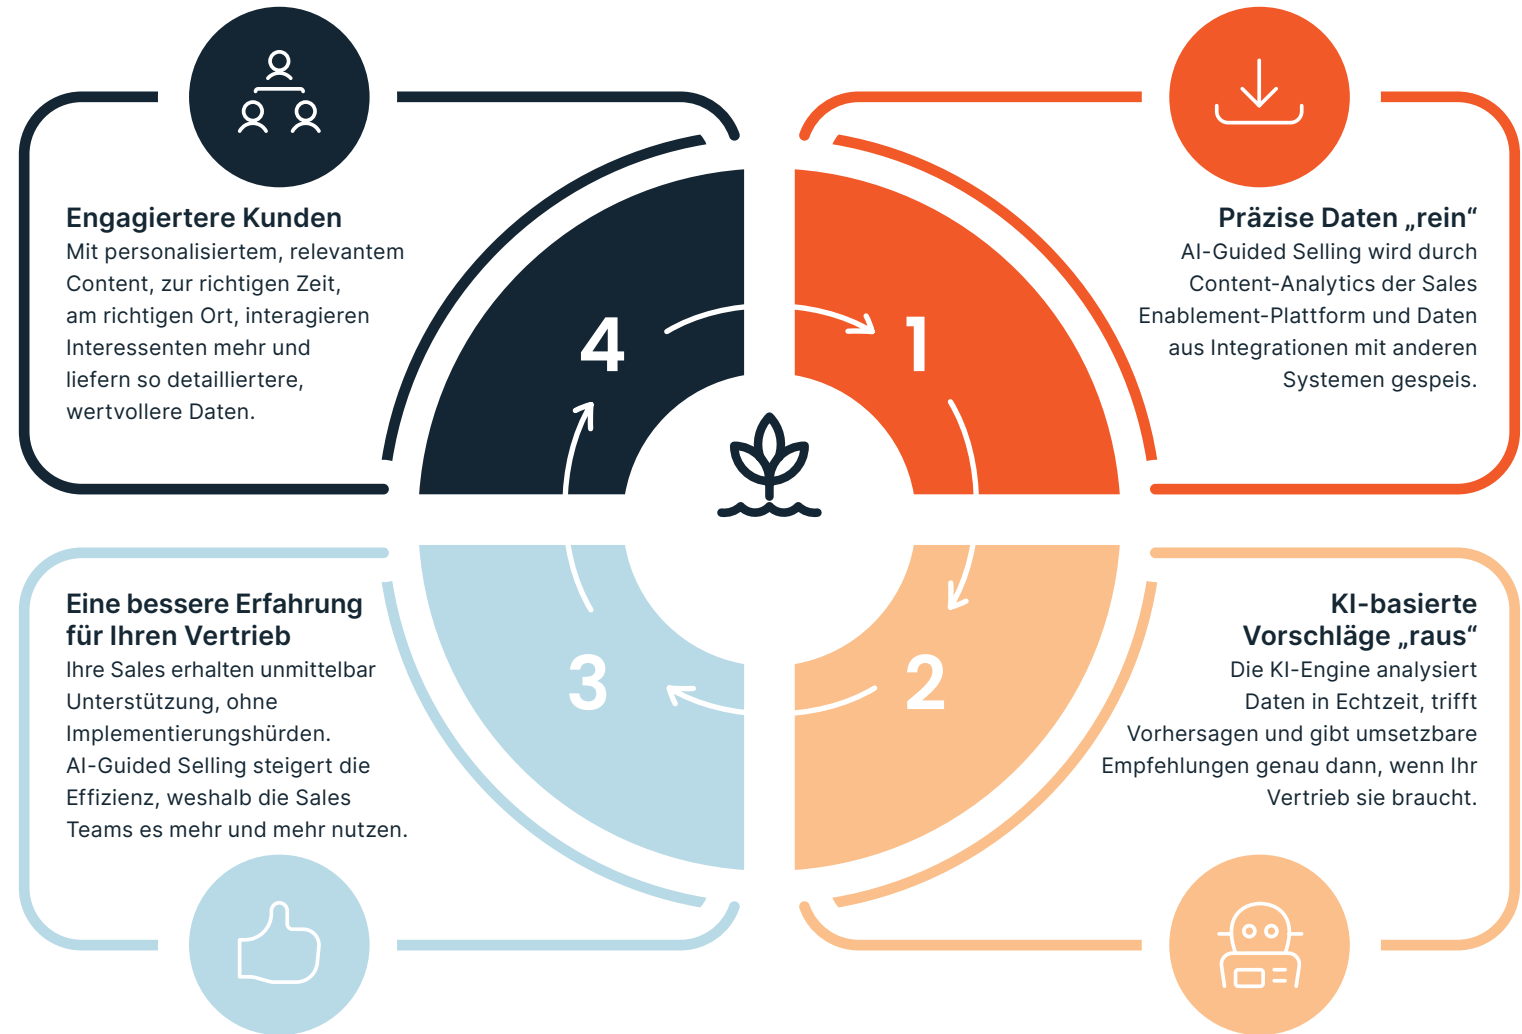 Engagiertere Kunden
Mit personalisiertem, relevantem
Content, zur richtigen Zeit,
am richtigen Ort, interagieren
Interessenten mehr und
liefern so detailliertere,
wertvollere Daten.
4
1
Präzise Daten „rein“
AI-Guided Selling wird durch
Content-Analytics der Sales
Enablement-Plattform und Daten
aus Integrationen mit anderen
Systemen gespeis.
Eine bessere Erfahrung
für Ihren Vertrieb
Ihre Sales erhalten unmittelbar
Unterstützung, ohne
Implementierungshürden.
AI-Guided Selling steigert die
Effizienz, weshalb die Sales
Teams es mehr und mehr nutzen.
3
2
KI-basierte
Vorschläge „raus“
Die KI-Engine analysiert
Daten in Echtzeit, trifft
Vorhersagen und gibt umsetzbare
Empfehlungen genau dann, wenn Ihr
Vertrieb sie braucht.